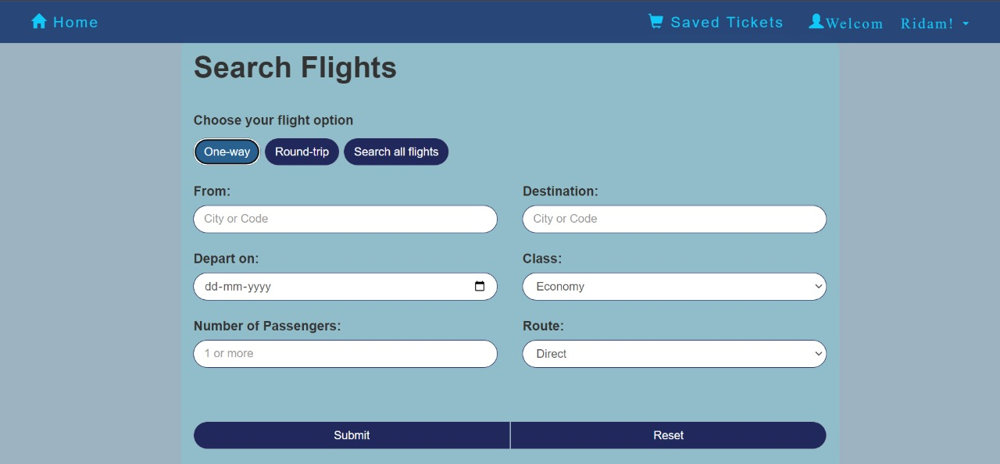 Home
Saved Tickets
Welcom Ridam!
Search Flights
Choose your flight option
One-way Round-trip Search all flights
From: Destination:
City or Code City or Code
Depart on: Class:
dd-mm-yyyy Economy
Number of Passengers: Route:
1 or more Direct
Submit Reset